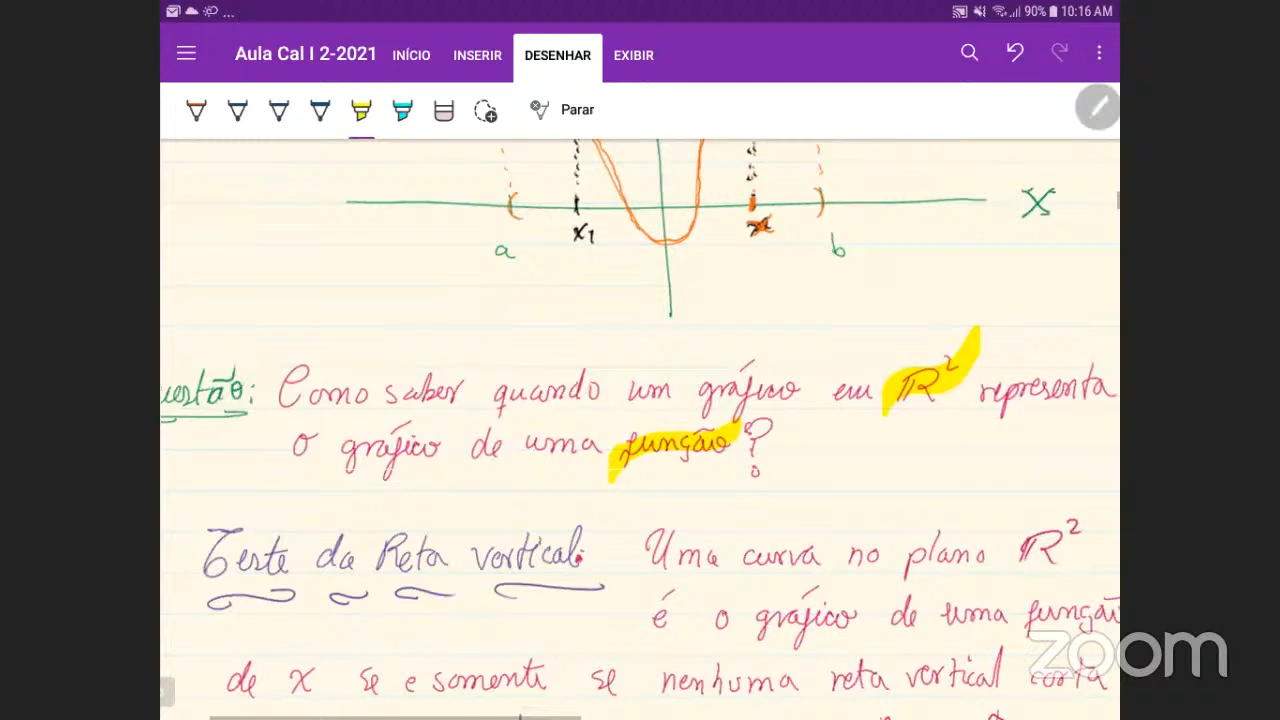 ... 90% 10:16 AM
Aula Cal I 2-2021 INÍCIO INSERIR DESENHAR EXIBIR
Parar
X
x₁ x
a b
uestão: Como saber quando um gráfico em R² representa
o gráfico de uma função?
Teste da Reta vertical: Uma curva no plano R²
é o gráfico de uma funçã
de x se e somente se nenhuma reta vertical corta
zoom